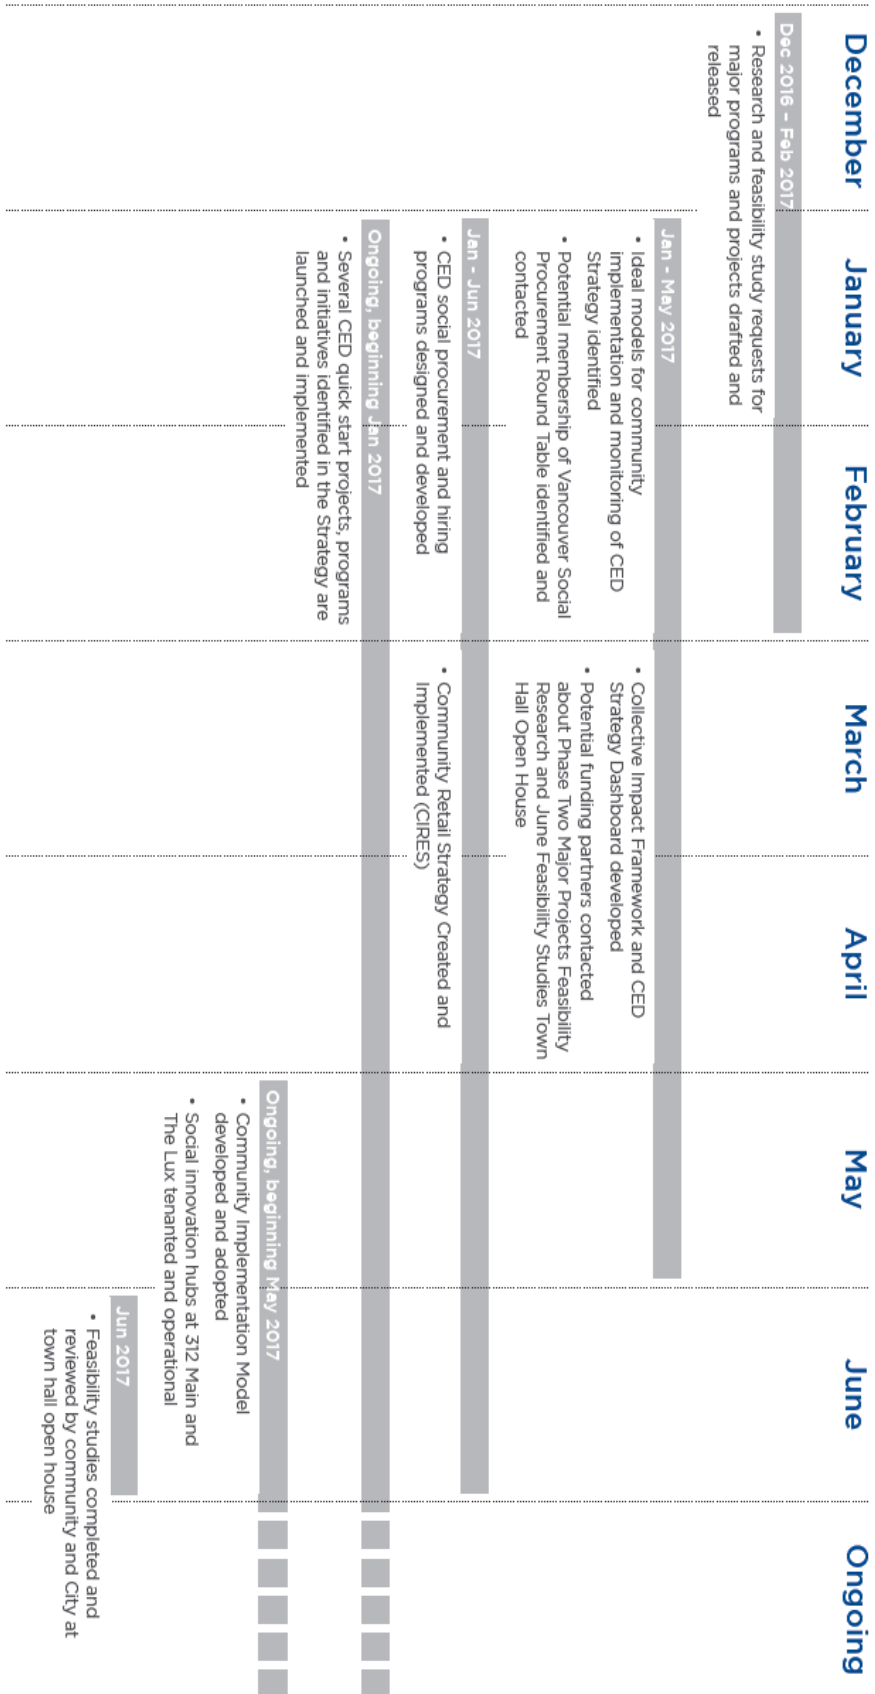 December
January
February
March
April
May
June
Ongoing
Dec 2016 – Feb 2017
• Research and feasibility study requests for
major programs and projects drafted and
released
Jan - May 2017
• Ideal models for community
implementation and monitoring of CED
Strategy identified
• Potential membership of Vancouver Social
Procurement Round Table identified and
contacted
• Collective Impact Framework and CED
Strategy Dashboard developed
• Potential funding partners contacted
about Phase Two Major Projects Feasibility
Research and June Feasibility Studies Town
Hall Open House
Jan - Jun 2017
• CED social procurement and hiring
programs designed and developed
• Community Retail Strategy Created and
Implemented (CIRES)
Ongoing, beginning Jan 2017
• Several CED quick start projects, programs
and initiatives identified in the Strategy are
launched and implemented
Ongoing, beginning May 2017
• Community Implementation Model
developed and adopted
• Social innovation hubs at 312 Main and
The Lux tenanted and operational
Jun 2017
• Feasibility studies completed and
reviewed by community and City at
town hall open house